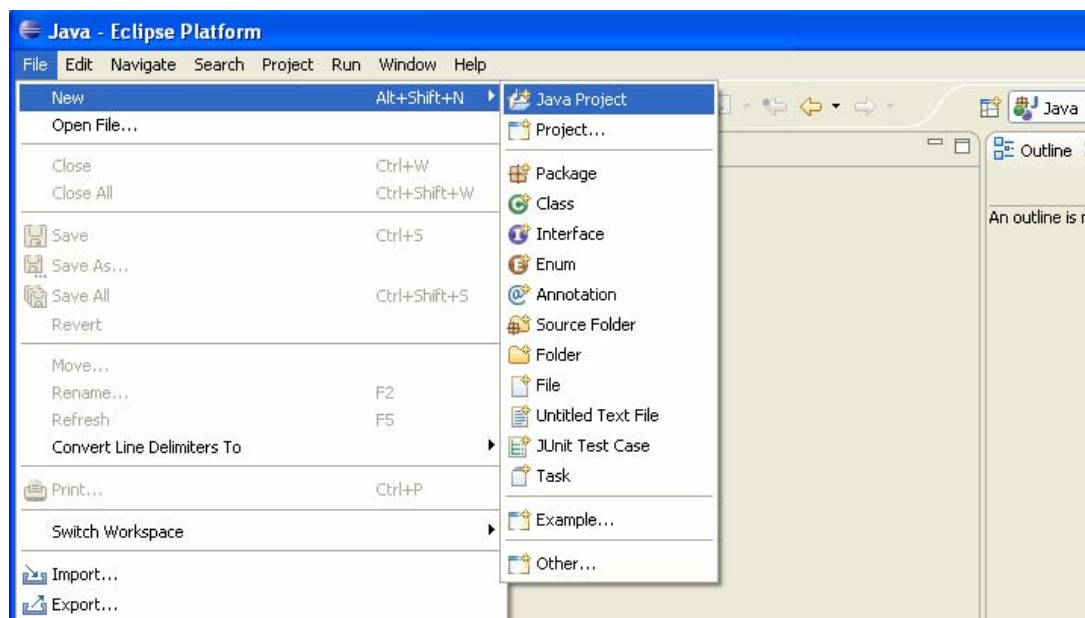 Java - Eclipse Platform
File Edit Navigate Search Project Run Window Help
New Alt+Shift+N
Open File...
Close Ctrl+W
Close All Ctrl+Shift+W
Save Ctrl+S
Save As...
Save All Ctrl+Shift+S
Revert
Move...
Rename... F2
Refresh F5
Convert Line Delimiters To
Print... Ctrl+P
Switch Workspace
Import...
Export...
Java Project
Project...
Package
Class
Interface
Enum
Annotation
Source Folder
Folder
File
Untitled Text File
JUnit Test Case
Task
Example...
Other...
Java
Outline
An outline is